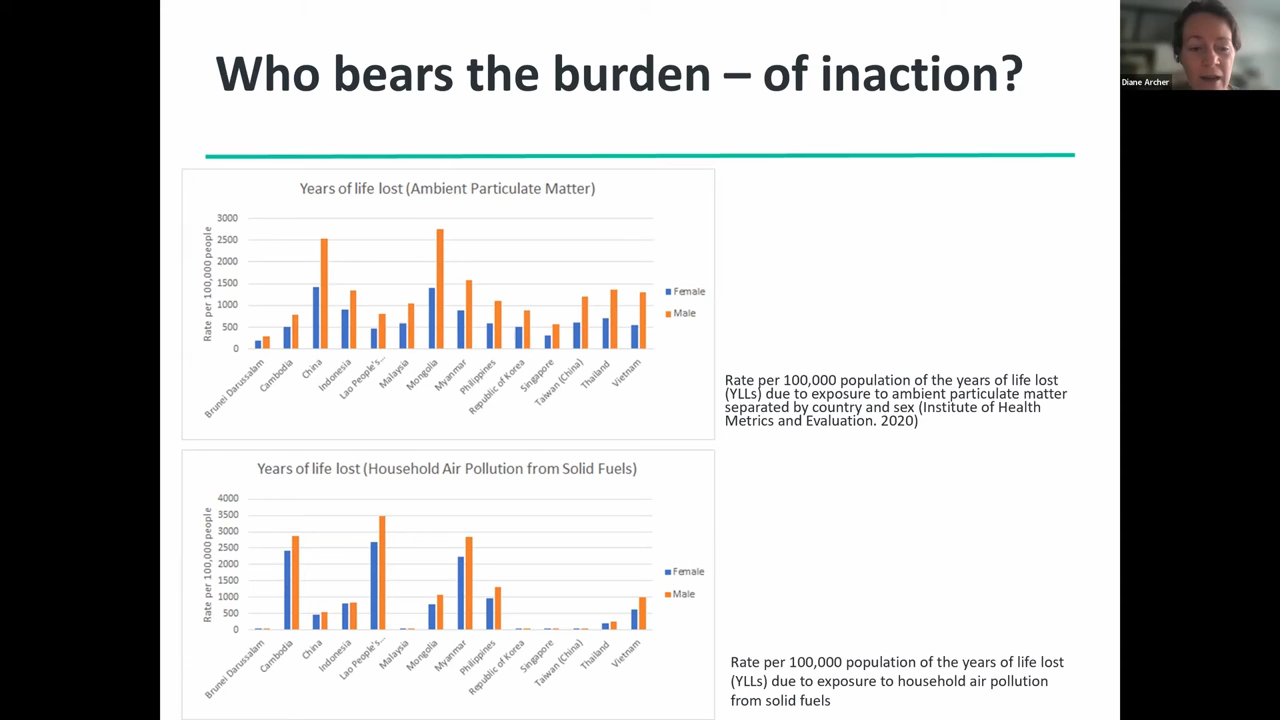 Who bears the burden – of inaction?
Diane Archer
Years of life lost (Ambient Particulate Matter)
Rate per 100,000 people
3000
2500
2000
1500
1000
500
0
Brunei Darussalam
Cambodia
China
Indonesia
Lao People's...
Malaysia
Mongolia
Myanmar
Philippines
Republic of Korea
Singapore
Taiwan (China)
Thailand
Vietnam
Female
Male
Rate per 100,000 population of the years of life lost
(YLLs) due to exposure to ambient particulate matter
separated by country and sex (Institute of Health
Metrics and Evaluation. 2020)
Years of life lost (Household Air Pollution from Solid Fuels)
Rate per 100,000 people
4000
3500
3000
2500
2000
1500
1000
500
0
Brunei Darussalam
Cambodia
China
Indonesia
Lao People's...
Malaysia
Mongolia
Myanmar
Philippines
Republic of Korea
Singapore
Taiwan (China)
Thailand
Vietnam
Female
Male
Rate per 100,000 population of the years of life lost
(YLLs) due to exposure to household air pollution
from solid fuels